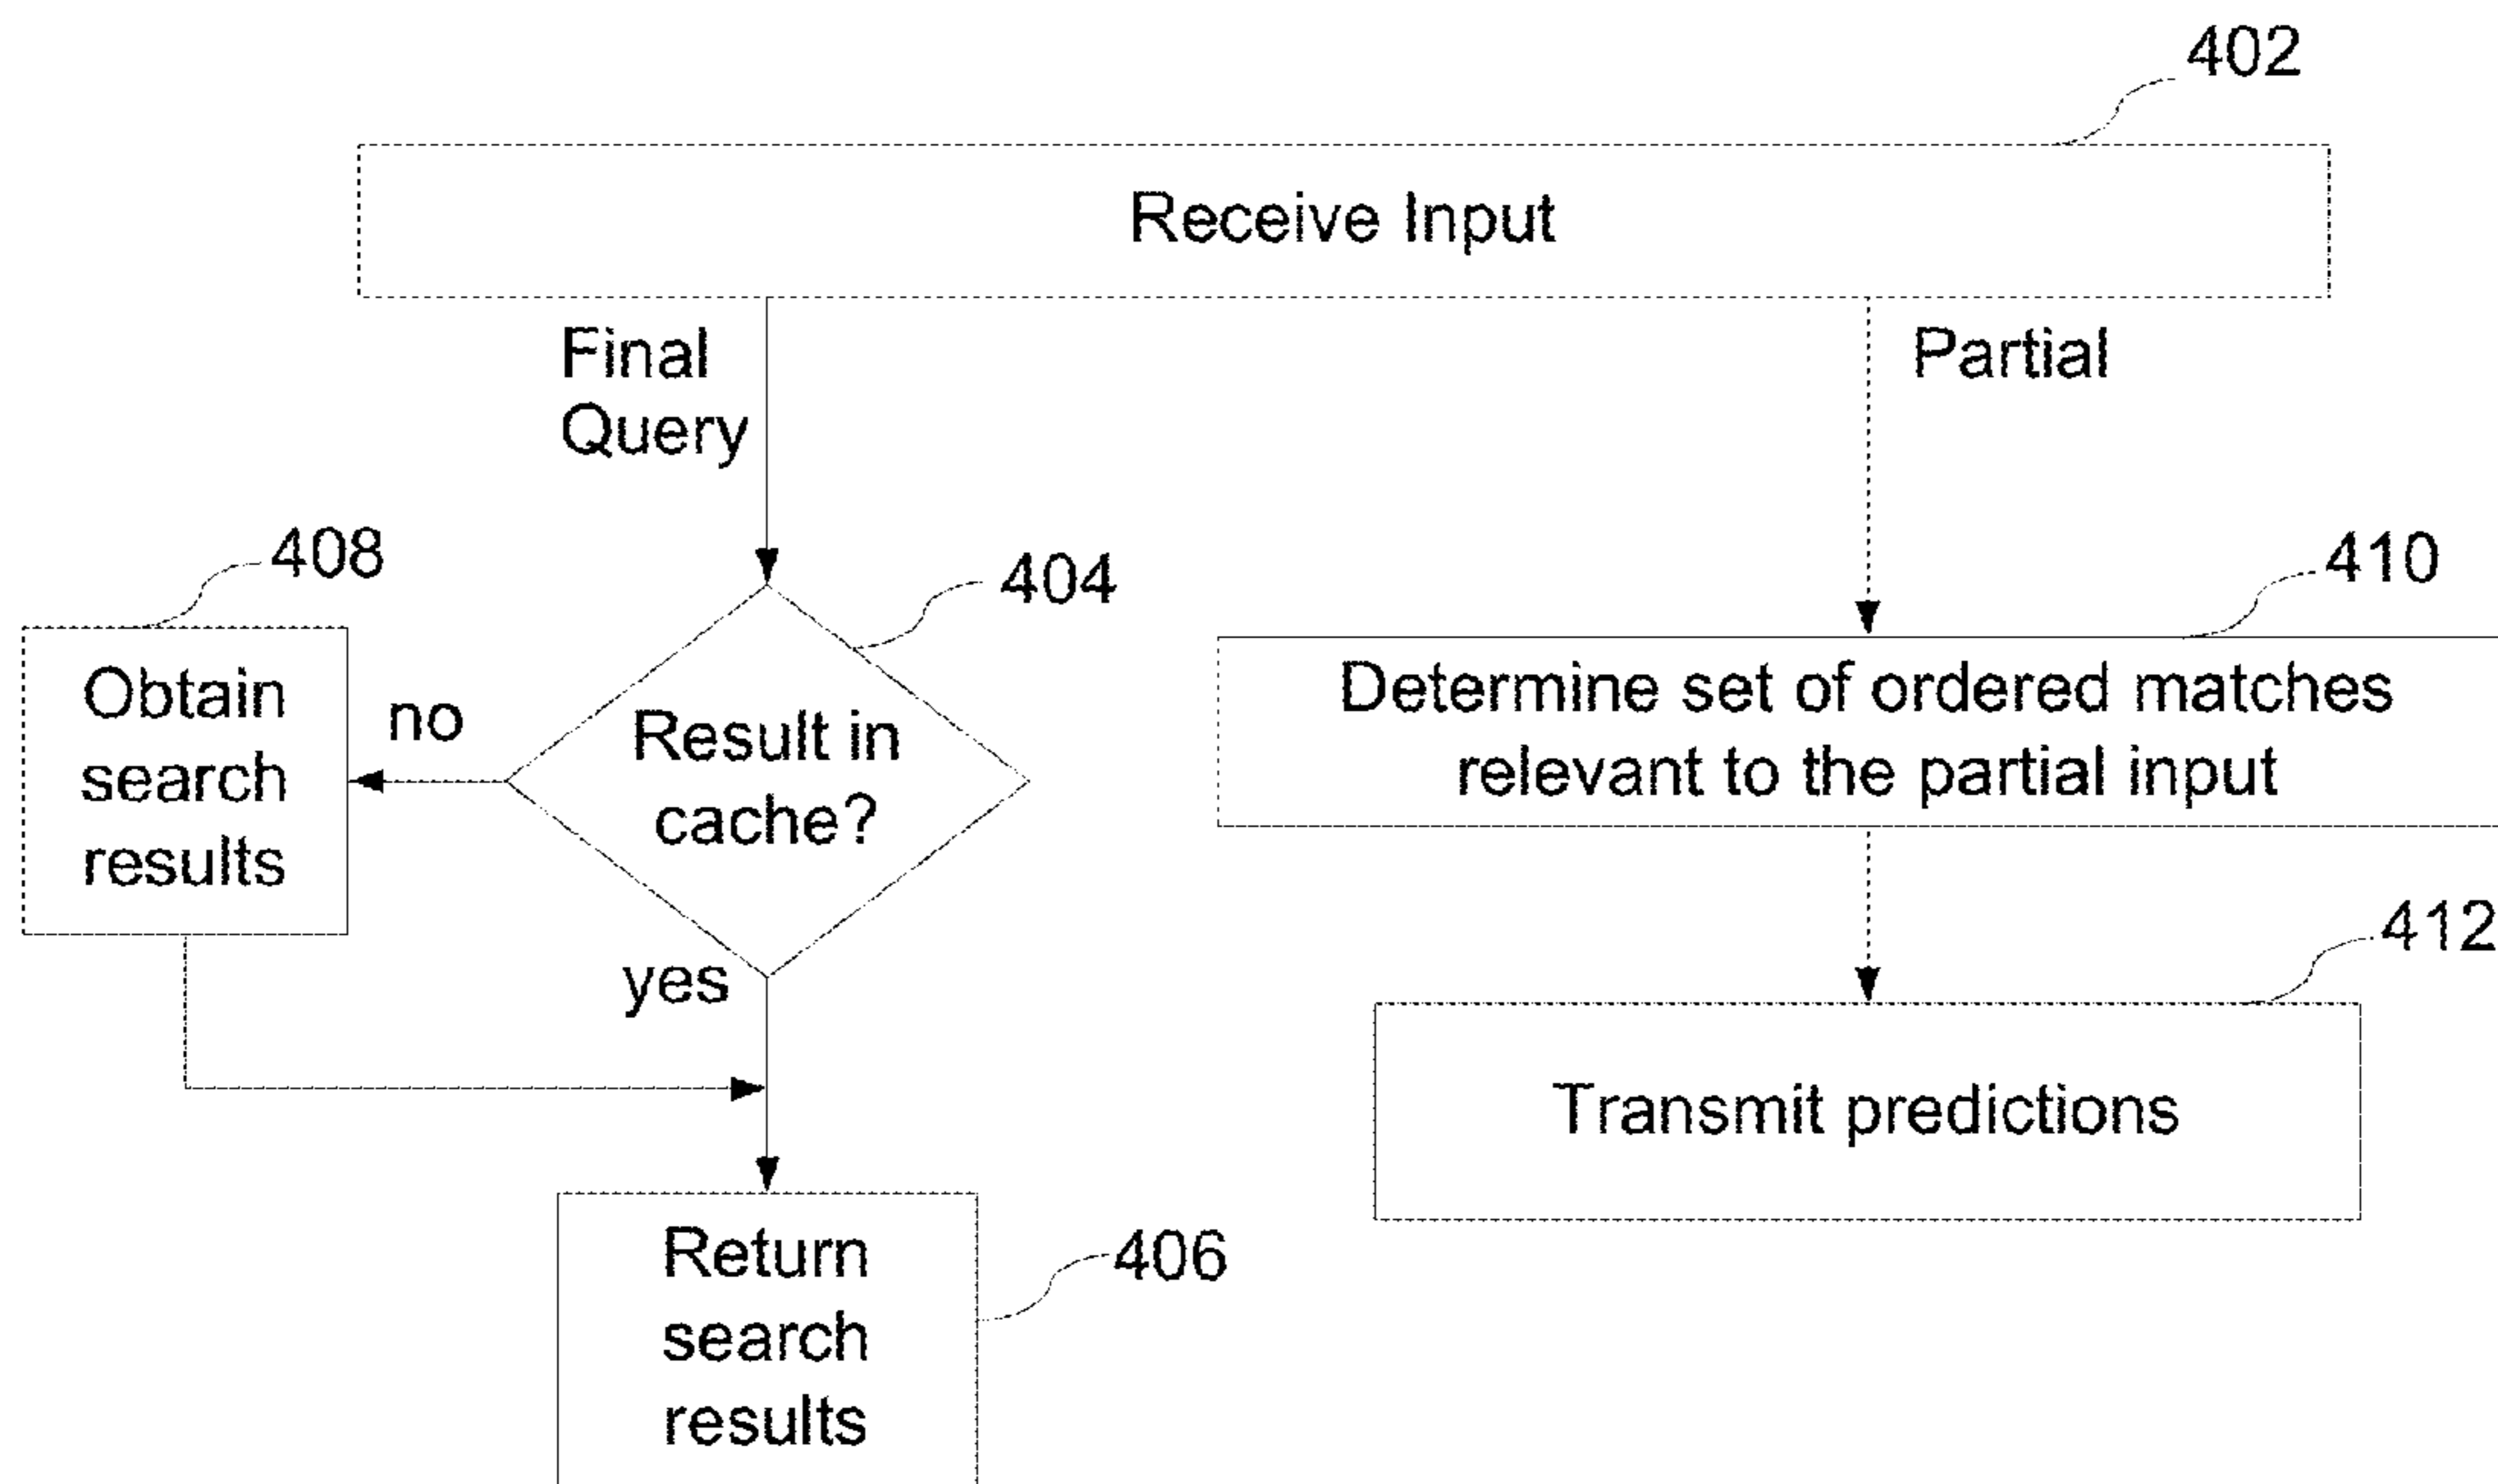 402
Receive Input
Final
Query
Partial
408
404
410
Obtain
search
results
no
Result in
cache?
Determine set of ordered matches
relevant to the partial input
yes
412
Transmit predictions
Return
search
results
406